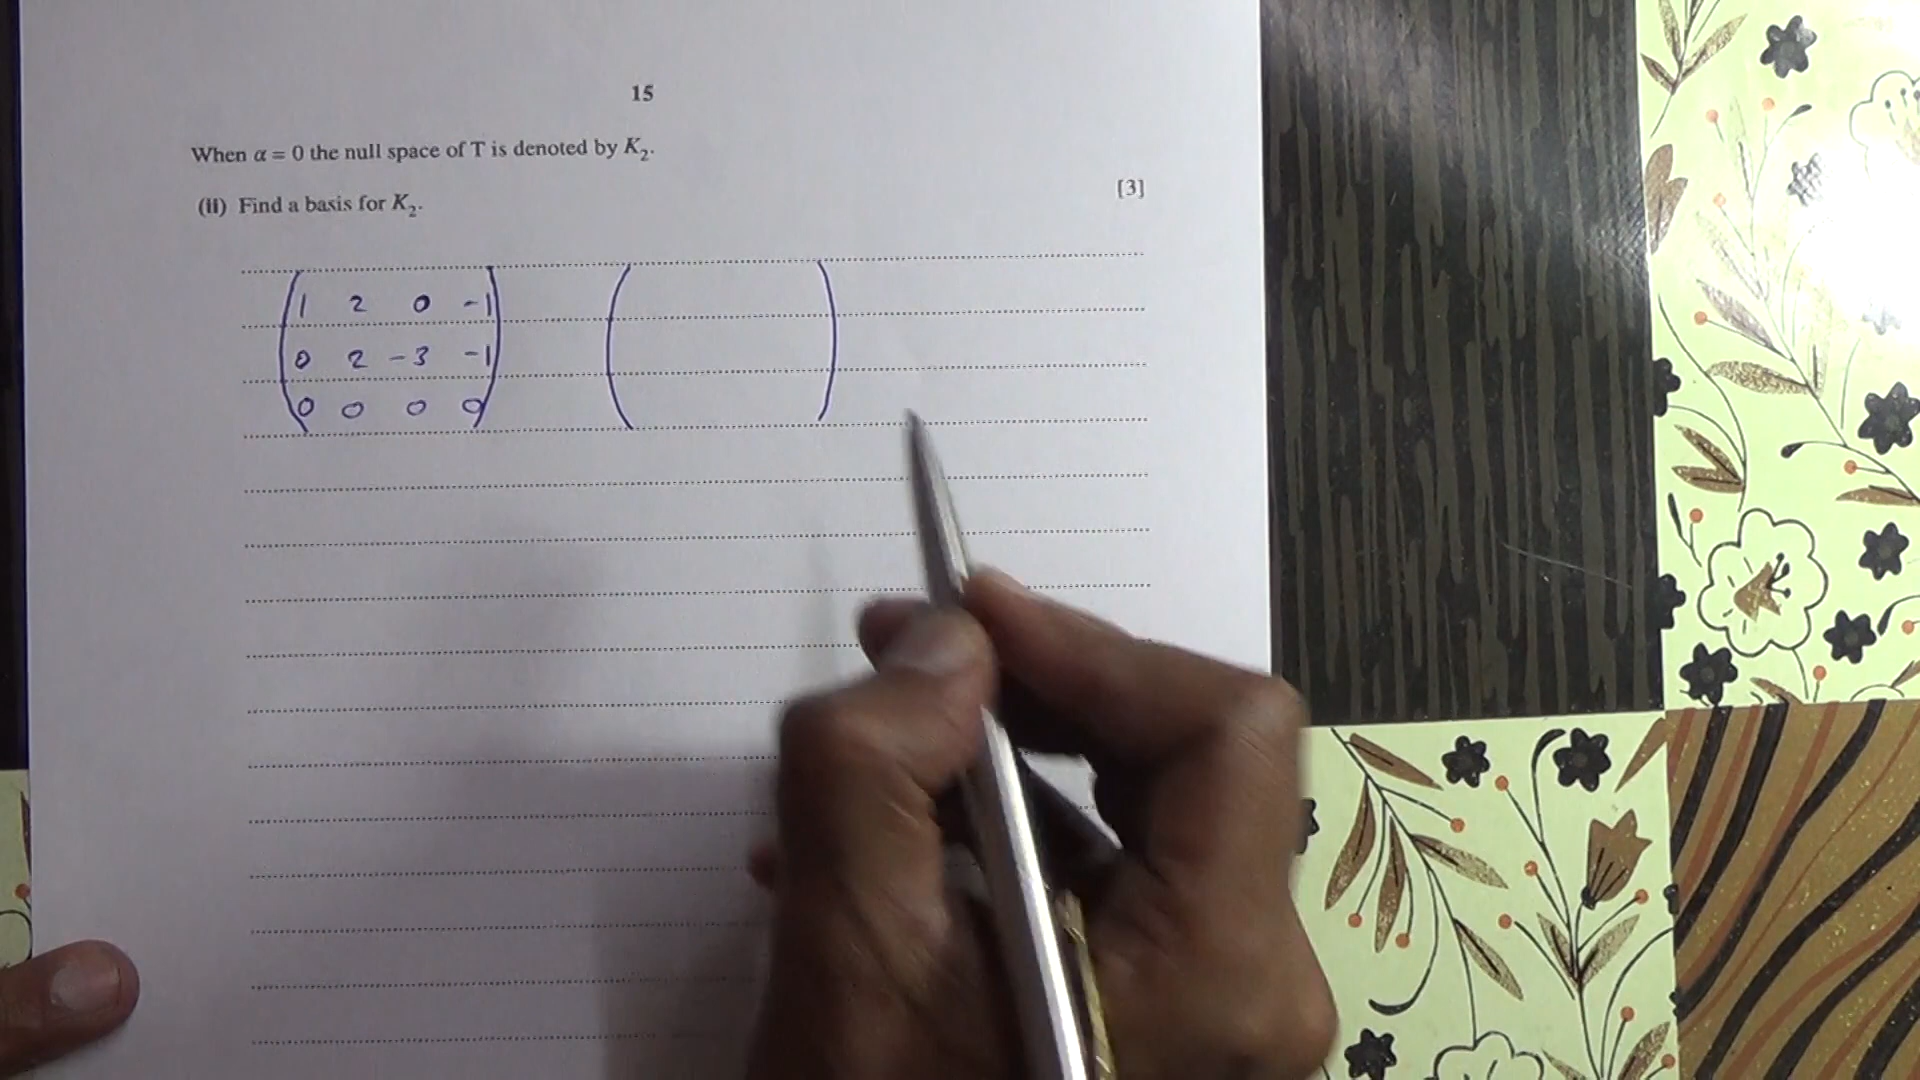 15
When α = 0 the null space of T is denoted by K₂.
(ii) Find a basis for K₂. [3]
1 2 0 -1
0 2 -3 -1
0 0 0 0